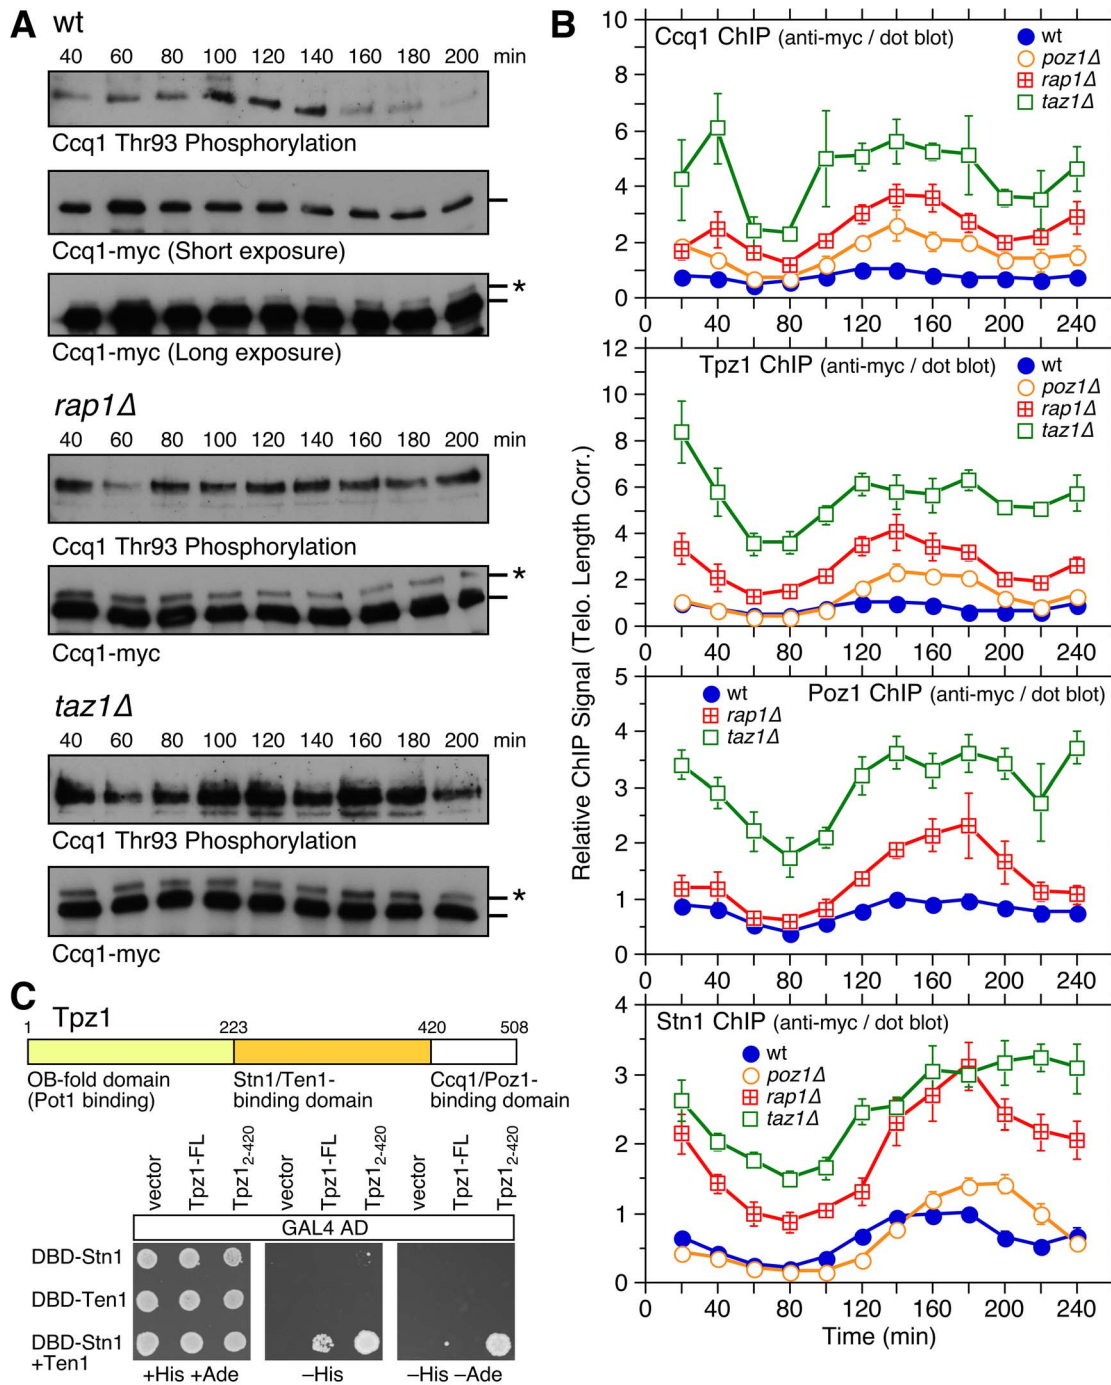 A
wt
40 60 80 100 120 140 160 180 200 min
Ccq1 Thr93 Phosphorylation
Ccq1-myc (Short exposure)
*
Ccq1-myc (Long exposure)
rap1Δ
40 60 80 100 120 140 160 180 200 min
Ccq1 Thr93 Phosphorylation
*
Ccq1-myc
taz1Δ
40 60 80 100 120 140 160 180 200 min
Ccq1 Thr93 Phosphorylation
*
Ccq1-myc
B
Relative ChIP Signal (Telo. Length Corr.)
Ccq1 ChIP (anti-myc / dot blot)
wt
poz1Δ
rap1Δ
taz1Δ
10
8
6
4
2
0
0 40 80 120 160 200 240
Tpz1 ChIP (anti-myc / dot blot)
wt
poz1Δ
rap1Δ
taz1Δ
12
10
8
6
4
2
0
0 40 80 120 160 200 240
Poz1 ChIP (anti-myc / dot blot)
wt
rap1Δ
taz1Δ
5
4
3
2
1
0
0 40 80 120 160 200 240
Stn1 ChIP (anti-myc / dot blot)
wt
poz1Δ
rap1Δ
taz1Δ
4
3
2
1
0
0 40 80 120 160 200 240
Time (min)
C
Tpz1
1 223 420 508
OB-fold domain
(Pot1 binding)
Stn1/Ten1-
binding domain
Ccq1/Poz1-
binding domain
vector Tpz1-FL Tpz1₂₋₄₂₀ vector Tpz1-FL Tpz1₂₋₄₂₀ vector Tpz1-FL Tpz1₂₋₄₂₀
GAL4 AD
DBD-Stn1
DBD-Ten1
DBD-Stn1
+Ten1
+His +Ade –His –His –Ade